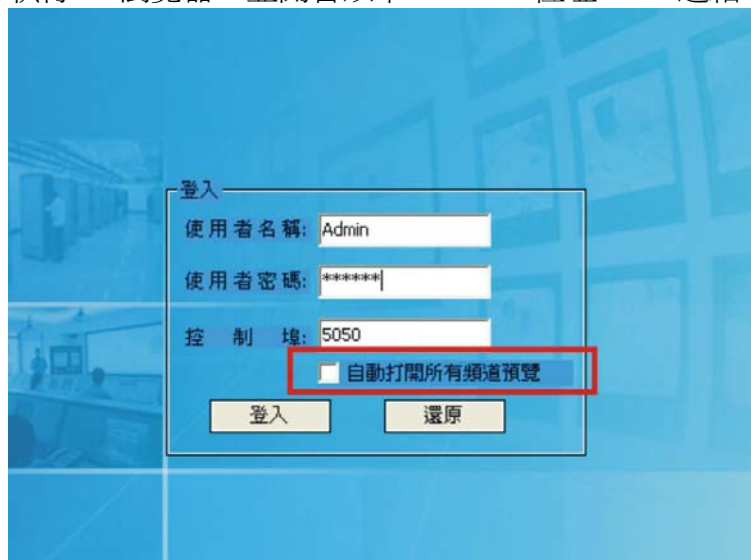 登入
使用者名稱: Admin
使用者密碼: ******
控 制 埠: 5050
自動打開所有頻道預覽
登入 還原